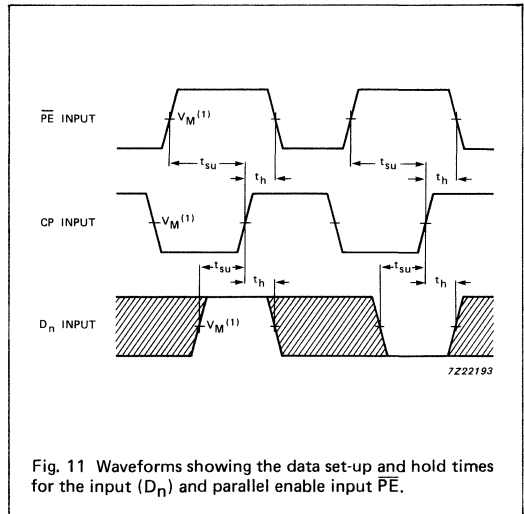 PE INPUT
V_M(1)
t_su
t_su
t_h
t_h
CP INPUT
V_M(1)
t_su
t_h
t_su
t_h
D_n INPUT
V_M(1)
7Z22193
Fig. 11 Waveforms showing the data set-up and hold times
for the input (D_n) and parallel enable input PE.